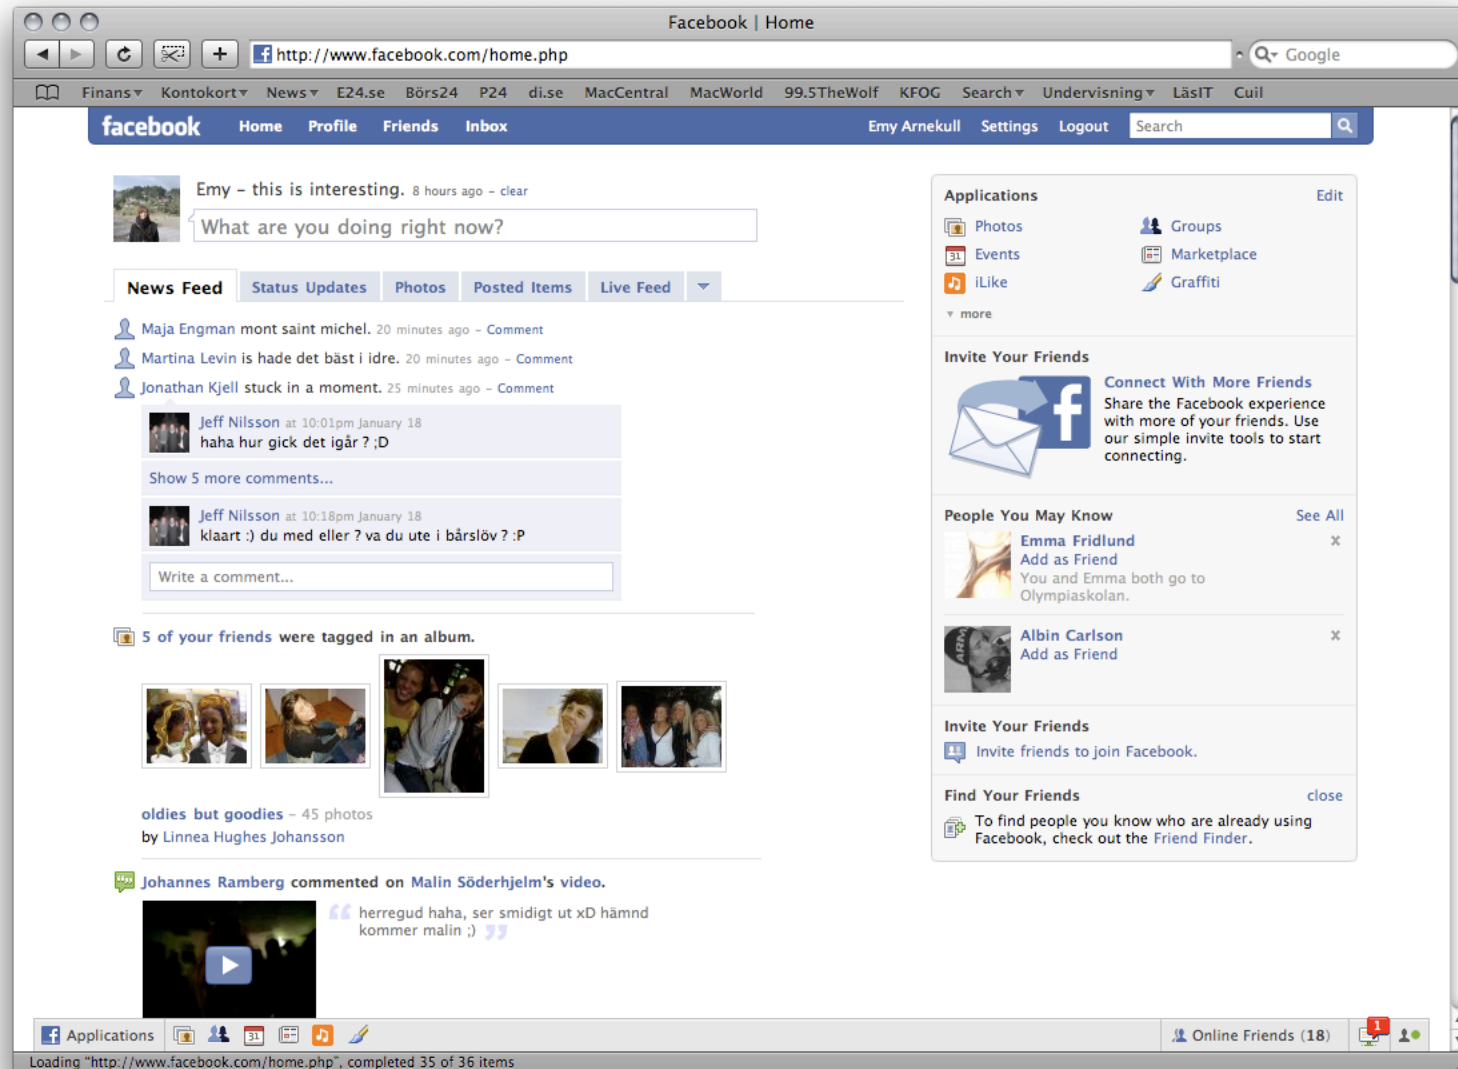 Facebook | Home
http://www.facebook.com/home.php
Google
Finans Kontokort News E24.se Börs24 P24 di.se MacCentral MacWorld 99.5TheWolf KFOG Search Undervisning LäsIT Cuil
facebook Home Profile Friends Inbox Emy Arnekull Settings Logout Search
Emy – this is interesting. 8 hours ago – clear
What are you doing right now?
News Feed Status Updates Photos Posted Items Live Feed
Maja Engman mont saint michel. 20 minutes ago – Comment
Martina Levin is hade det bäst i idre. 20 minutes ago – Comment
Jonathan Kjell stuck in a moment. 25 minutes ago – Comment
Jeff Nilsson at 10:01pm January 18
haha hur gick det igår ? ;D
Show 5 more comments...
Jeff Nilsson at 10:18pm January 18
klaart :) du med eller ? va du ute i bårslöv ? :P
Write a comment...
5 of your friends were tagged in an album.
oldies but goodies – 45 photos
by Linnea Hughes Johansson
Johannes Ramberg commented on Malin Söderhjelm's video.
herregud haha, ser smidigt ut xD hämnd
kommer malin ;)
Applications Edit
Photos Groups
31 Events Marketplace
iLike Graffiti
more
Invite Your Friends
Connect With More Friends
Share the Facebook experience
with more of your friends. Use
our simple invite tools to start
connecting.
People You May Know See All
Emma Fridlund x
Add as Friend
You and Emma both go to
Olympiaskolan.
ARM
Albin Carlson x
Add as Friend
Invite Your Friends
Invite friends to join Facebook.
Find Your Friends close
To find people you know who are already using
Facebook, check out the Friend Finder.
Applications 31 Online Friends (18) 1
Loading "http://www.facebook.com/home.php", completed 35 of 36 items